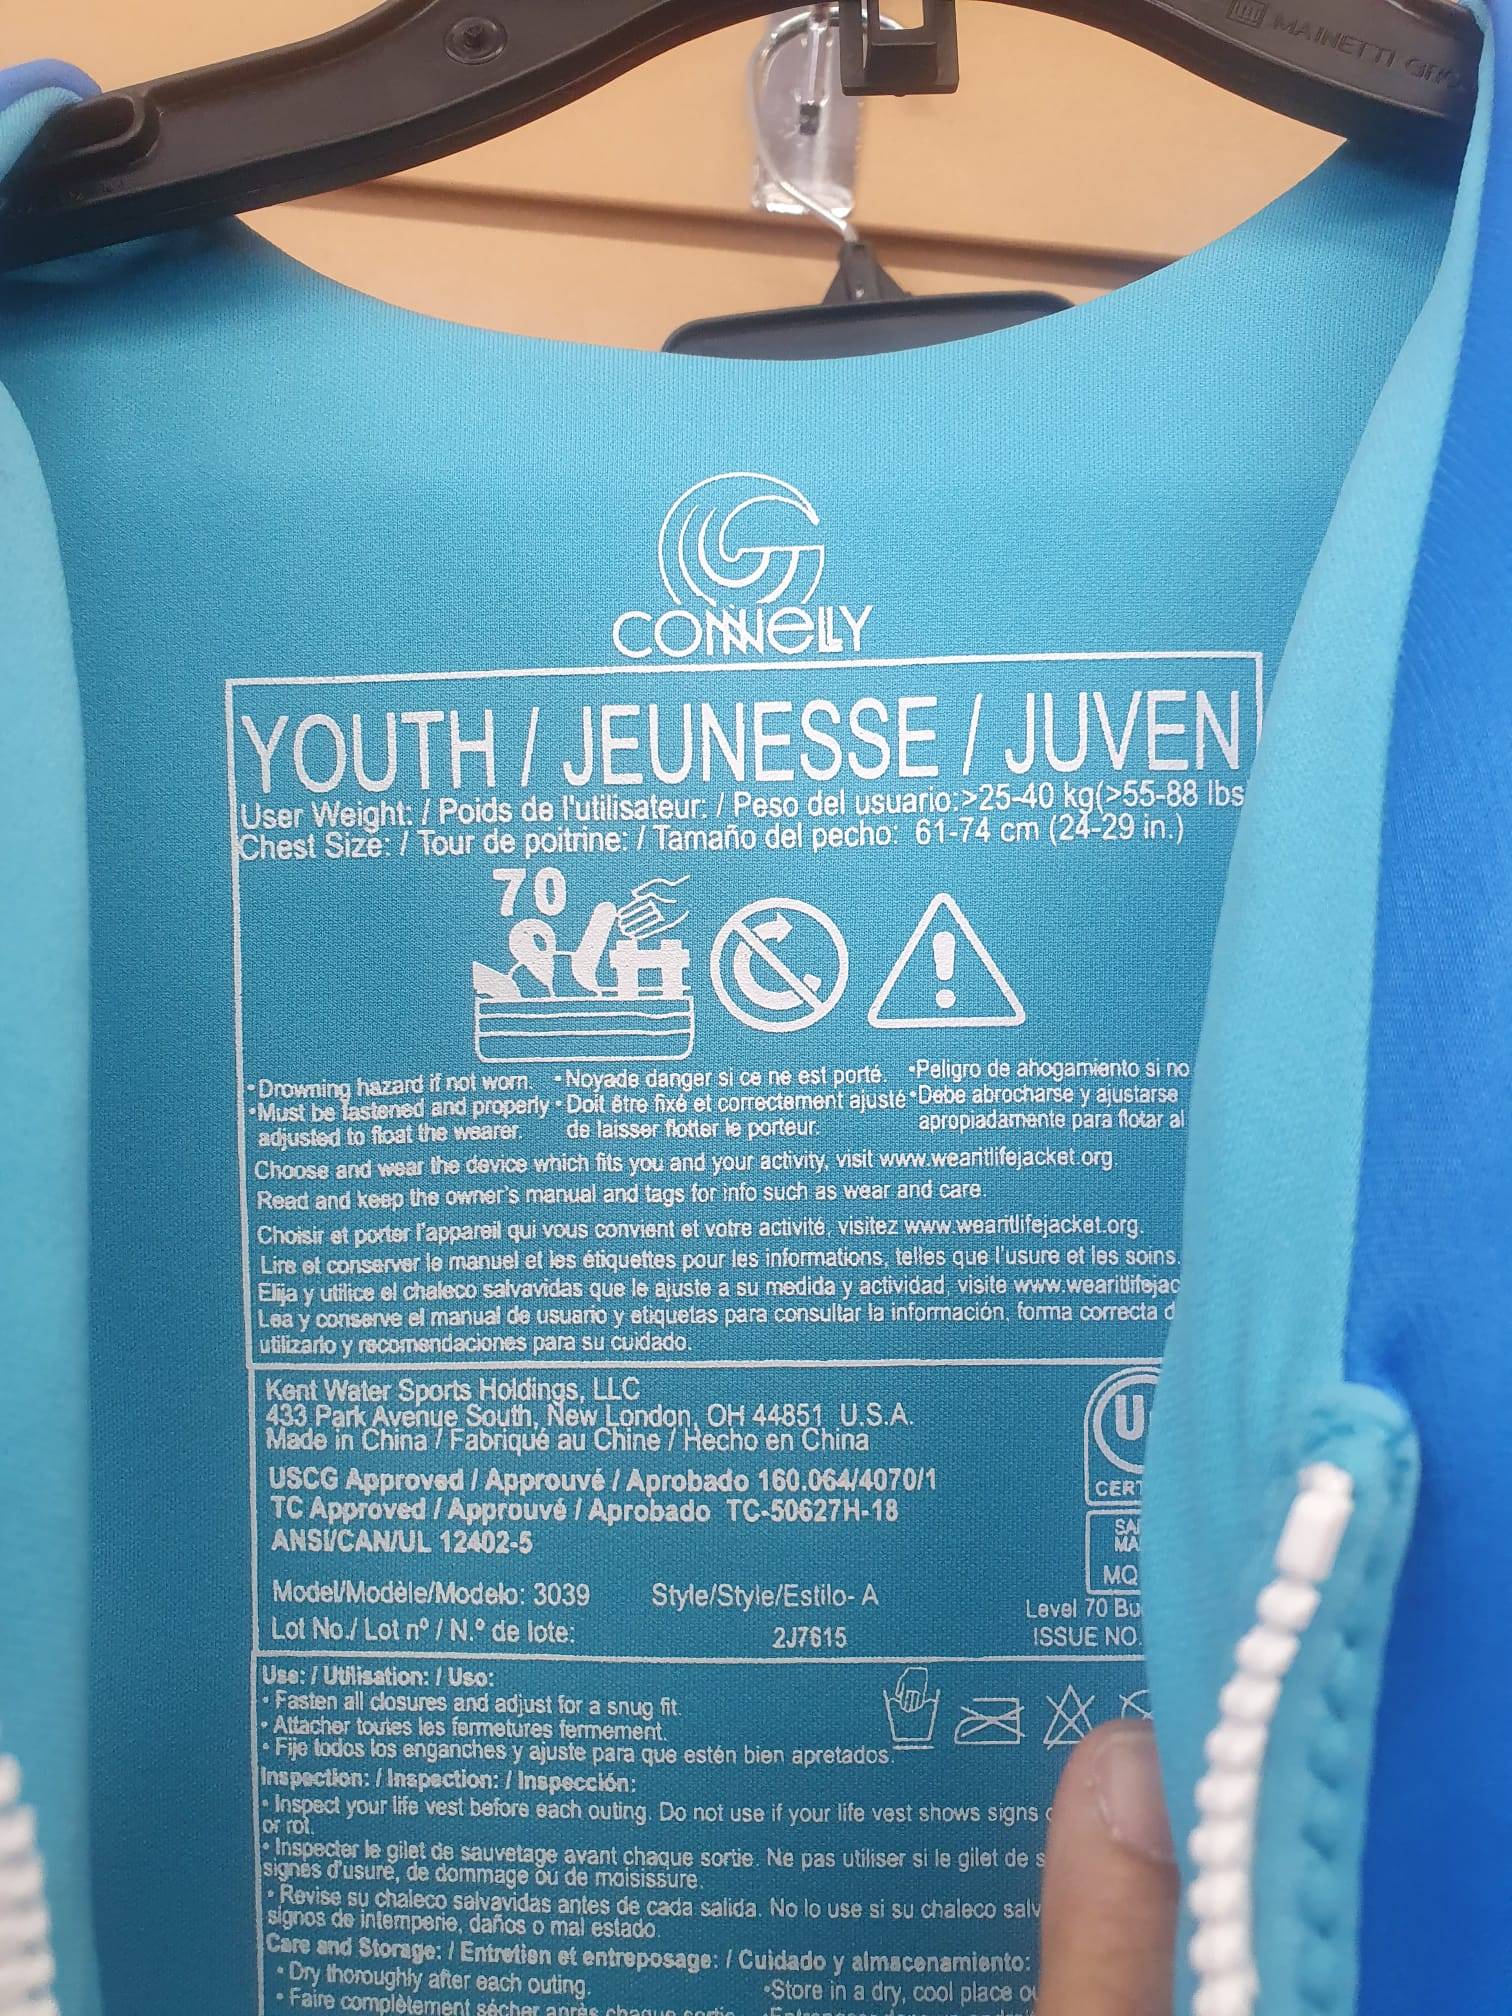 MAINETTI
CONNELLY
YOUTH / JEUNESSE / JUVEN
User Weight: / Poids de l'utilisateur: / Peso del usuario:>25-40 kg(>55-88 lbs
Chest Size: / Tour de poitrine: / Tamaño del pecho: 61-74 cm (24-29 in.)
70
•Drowning hazard if not worn. •Noyade danger si ce ne est porté. •Peligro de ahogamiento si no
•Must be fastened and properly •Doit être fixé et correctement ajusté •Debe abrocharse y ajustarse
adjusted to float the wearer. de laisser flotter le porteur. apropiadamente para flotar al
Choose and wear the device which fits you and your activity, visit www.wearitlifejacket.org
Read and keep the owner's manual and tags for info such as wear and care.
Choisir et porter l'appareil qui vous convient et votre activité, visitez www.wearitlifejacket.org.
Lire et conserver le manuel et les étiquettes pour les informations, telles que l'usure et les soins.
Elija y utilice el chaleco salvavidas que le ajuste a su medida y actividad, visite www.wearitlifejac
Lea y conserve el manual de usuario y etiquetas para consultar la información, forma correcta d
utilizarlo y recomendaciones para su cuidado.
Kent Water Sports Holdings, LLC
433 Park Avenue South, New London, OH 44851 U.S.A.
Made in China / Fabriqué au Chine / Hecho en China
USCG Approved / Approuvé / Aprobado 160.064/4070/1
TC Approved / Approuvé / Aprobado TC-50627H-18
ANSI/CAN/UL 12402-5
U
CERT
SA
MA
MQ
Model/Modèle/Modelo: 3039 Style/Style/Estilo- A
Level 70 Bu
Lot No./ Lot nº / N.º de lote: 2J7615
ISSUE NO.
Use: / Utilisation: / Uso:
• Fasten all closures and adjust for a snug fit.
• Attacher toutes les fermetures fermement.
• Fije todos los enganches y ajuste para que estén bien apretados.
Inspection: / Inspection: / Inspección:
• Inspect your life vest before each outing. Do not use if your life vest shows signs
or rot.
• Inspecter le gilet de sauvetage avant chaque sortie. Ne pas utiliser si le gilet de s
signes d'usure, de dommage ou de moisissure.
• Revise su chaleco salvavidas antes de cada salida. No lo use si su chaleco salv
signos de intemperie, daños o mal estado.
Care and Storage: / Entretien et entreposage: / Cuidado y almacenamiento:
• Dry thoroughly after each outing. •Store in a dry, cool place
• Faire complètement sécher après chaque